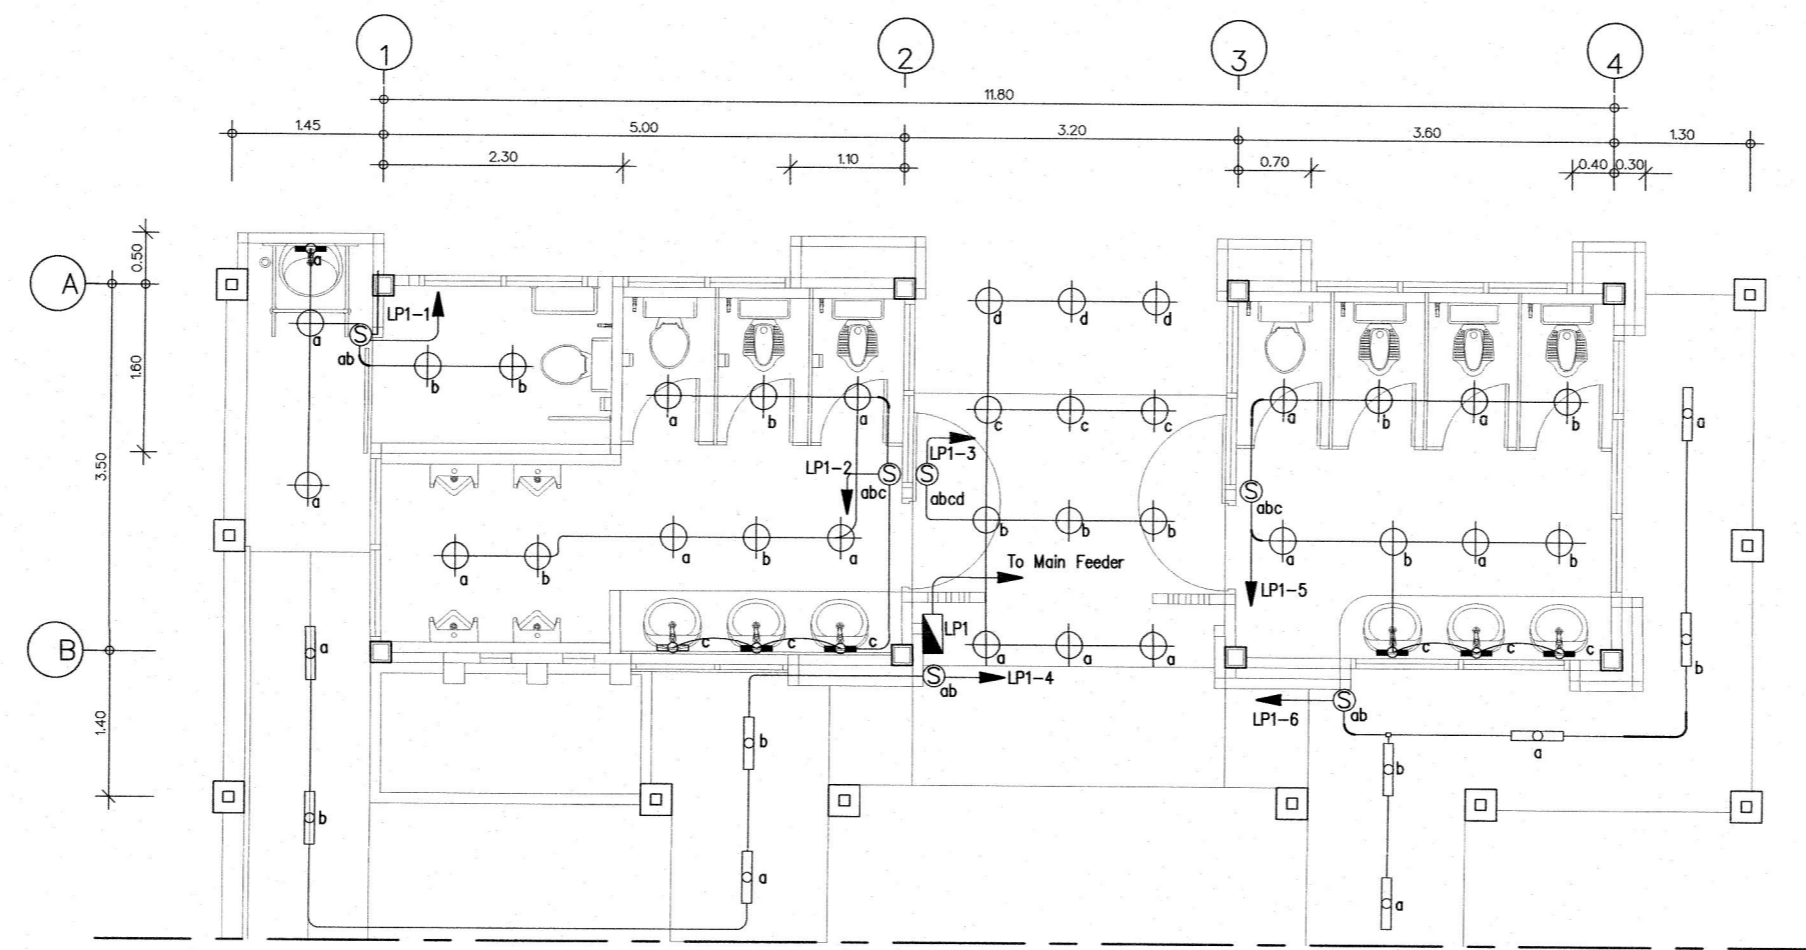 1 2 3 4
11.80
1.45 5.00 3.20 3.60 1.30
2.30 1.10 0.70 0.40 0.30
0.50
a
A
LP1-1
a ab
d d d
1.60
b b
a b a
c c c
a b a b
a
LP1-3
3.50
LP1-2
abc
abcd
abc
a
b b b
a b a b a
a b a b
To Main Feeder
LP1-5
LP1
a
B
c c c
a a a
c c c
b
ab
LP1-4
ab
LP1-6
1.40
b
a
b
b
a
a